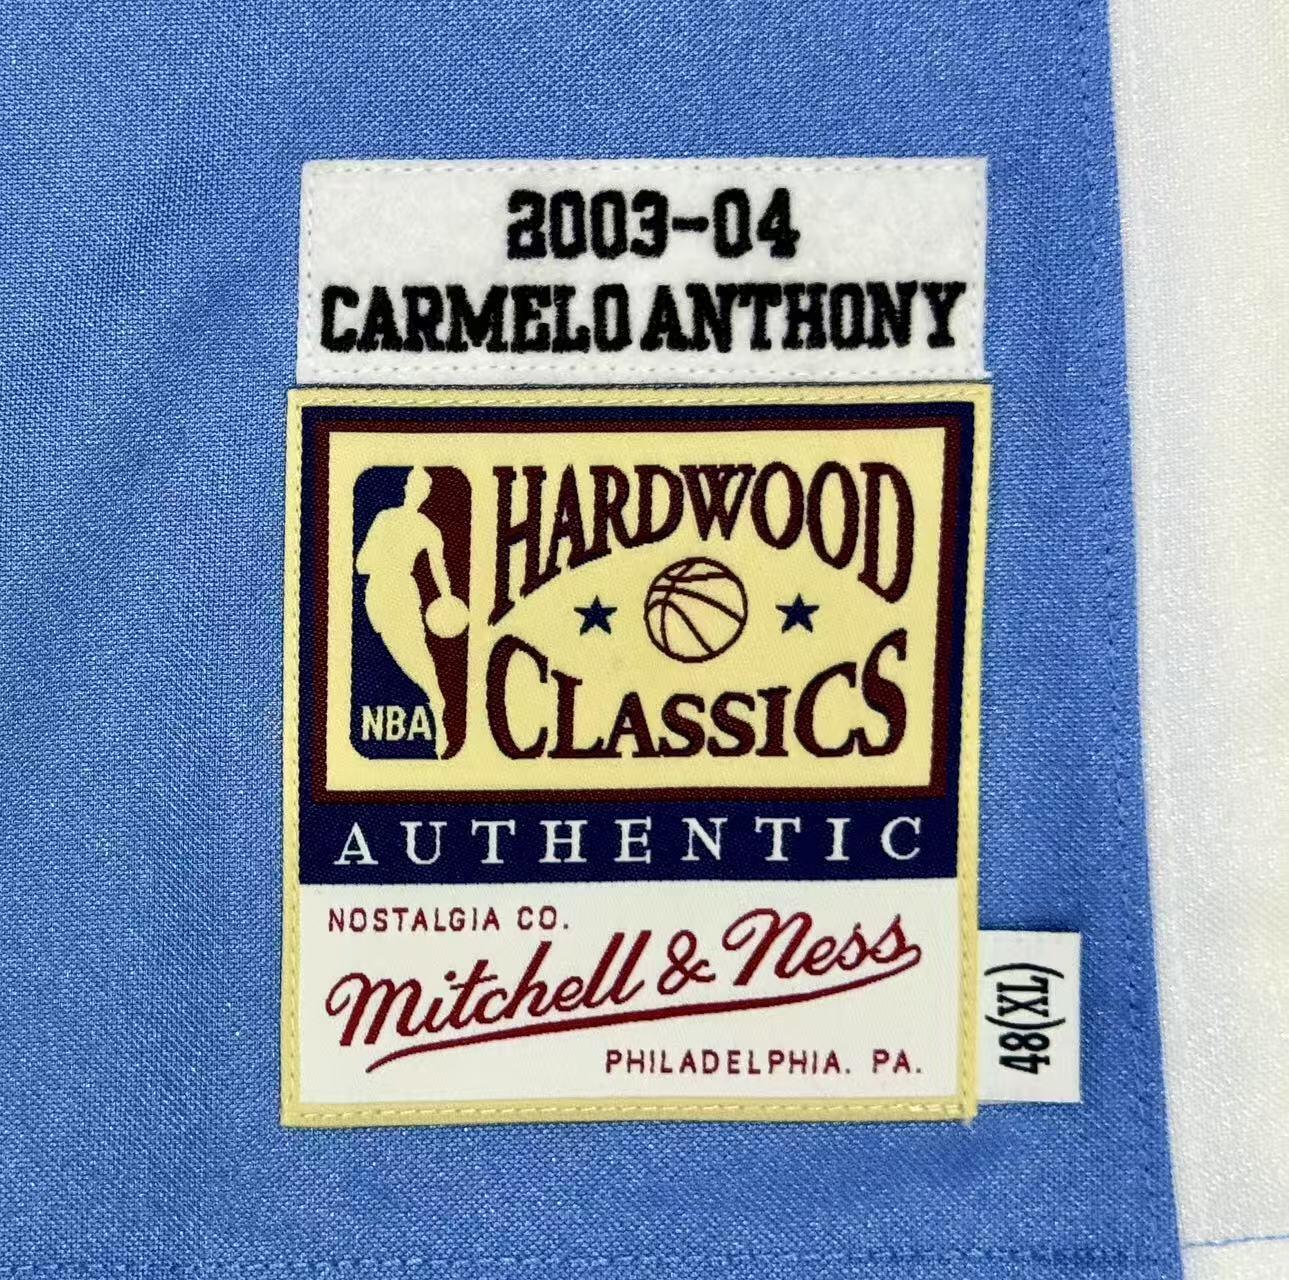 2003-04
CARMELO ANTHONY
HARDWOOD
CLASSICS
NBA
AUTHENTIC
NOSTALGIA CO.
Mitchell & Ness
PHILADELPHIA. PA.
48(XL)